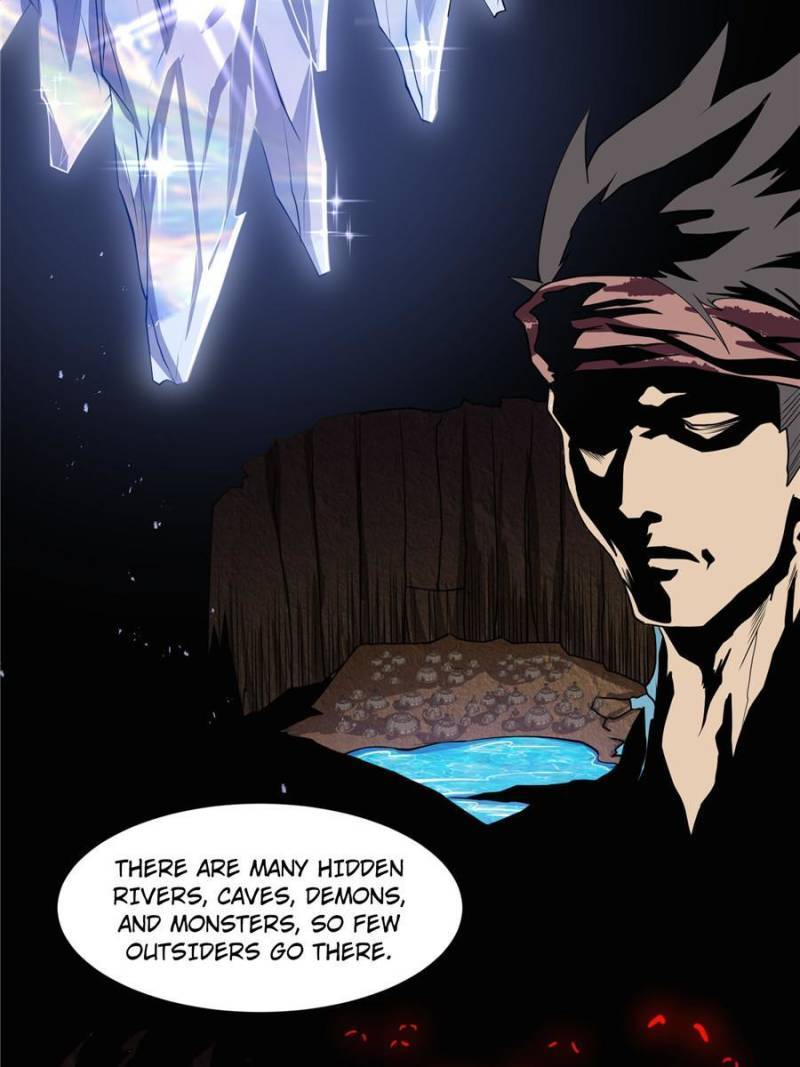 THERE ARE MANY HIDDEN
RIVERS, CAVES, DEMONS,
AND MONSTERS, SO FEW
OUTSIDERS GO THERE.